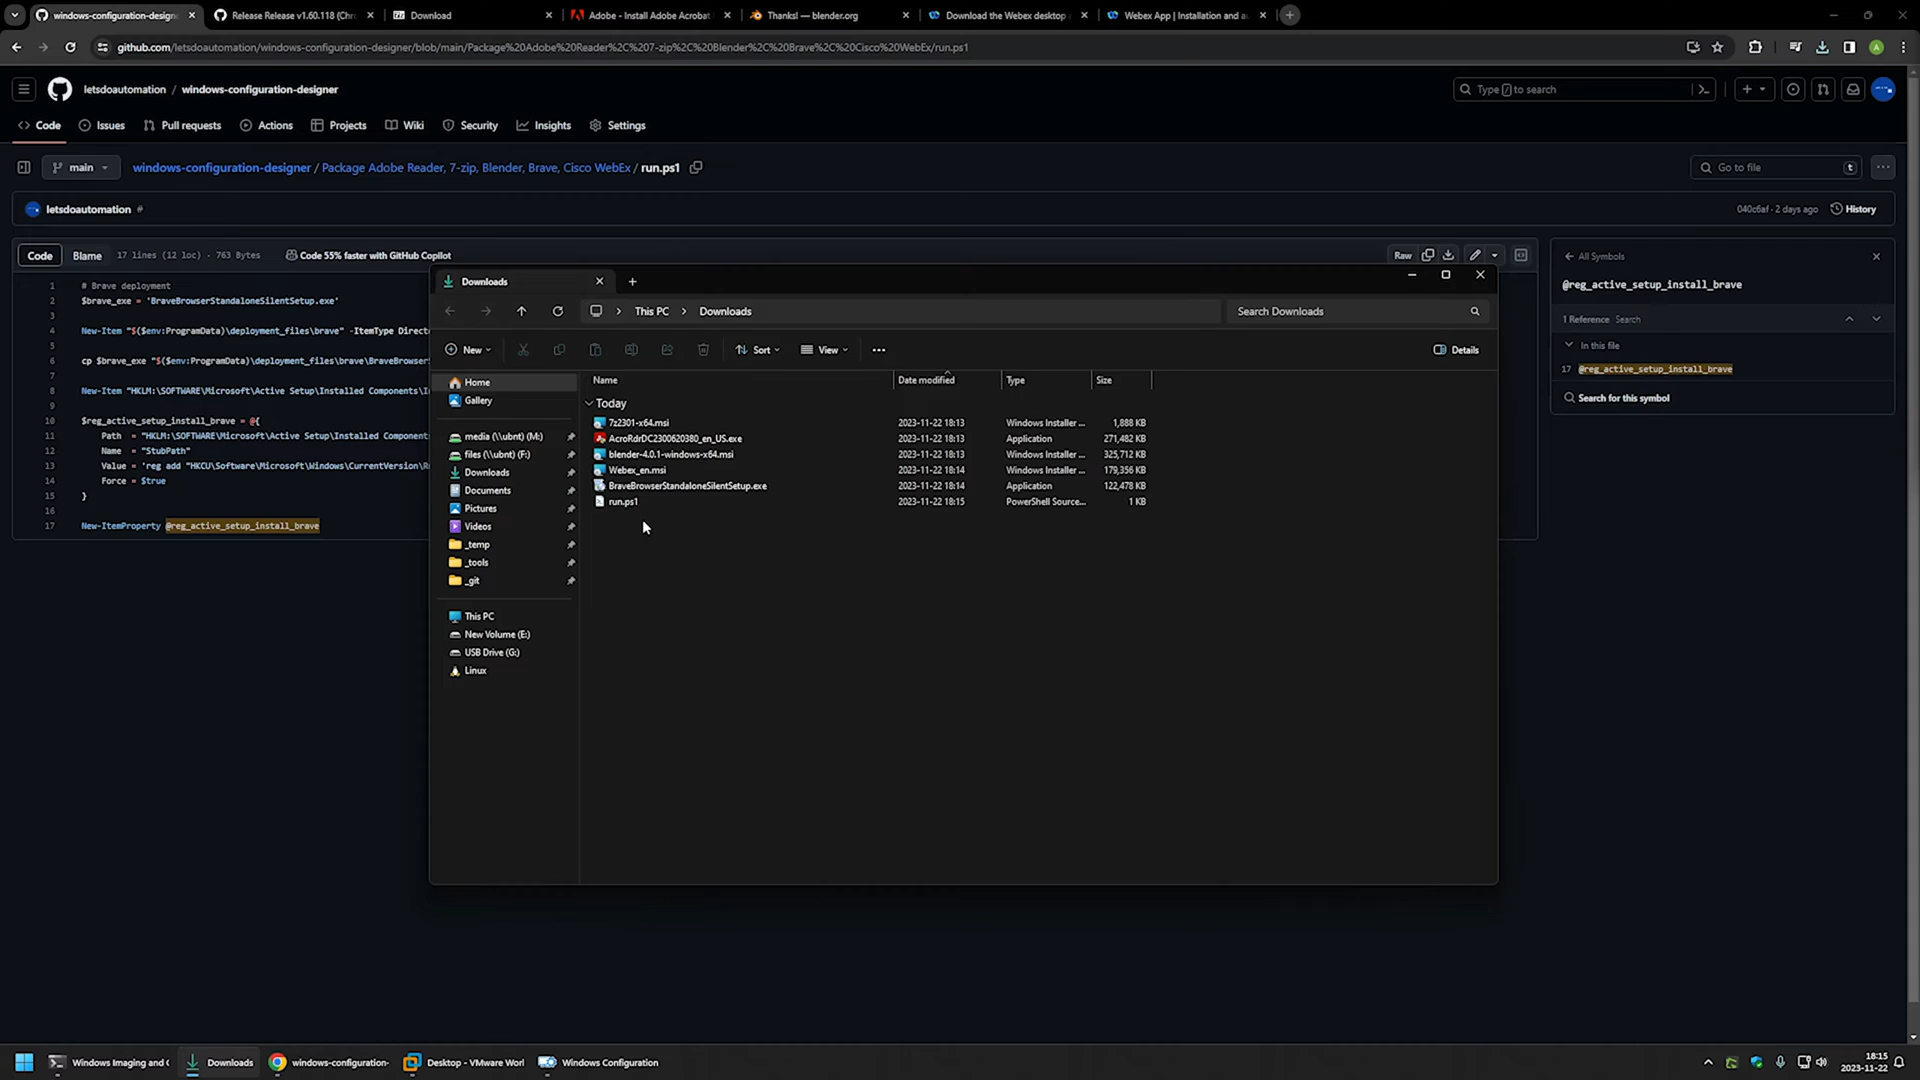 windows-configuration-design
Release Release v1.60.118 (Chr
Download
Adobe - Install Adobe Acrobat
Thanks! — blender.org
Download the Webex desktop
Webex App | Installation and a
github.com/letsdoautomation/windows-configuration-designer/blob/main/Package%20Adobe%20Reader%2C%207-zip%2C%20Blender%2C%20Brave%2C%20Cisco%20WebEx/run.ps1
letsdoautomation / windows-configuration-designer
Type / to search
Code
Issues
Pull requests
Actions
Projects
Wiki
Security
Insights
Settings
main
windows-configuration-designer / Package Adobe Reader, 7-zip, Blender, Brave, Cisco WebEx / run.ps1
Go to file
t
letsdoautomation
040c6af · 2 days ago
History
Code
Blame
17 lines (12 loc) · 763 Bytes
Code 55% faster with GitHub Copilot
Raw
1 # Brave deployment
2 $brave_exe = 'BraveBrowserStandaloneSilentSetup.exe'
3
4 New-Item "$($env:ProgramData)\deployment_files\brave" -ItemType Direc
5
6 cp $brave_exe "$($env:ProgramData)\deployment_files\brave\BraveBrowser
7
8 New-Item "HKLM:\SOFTWARE\Microsoft\Active Setup\Installed Components\I
9
10 $reg_active_setup_install_brave = @{
11 Path = "HKLM:\SOFTWARE\Microsoft\Active Setup\Installed Component
12 Name = "StubPath"
13 Value = 'reg add "HKCU\Software\Microsoft\Windows\CurrentVersion\R
14 Force = $true
15 }
16
17 New-ItemProperty @reg_active_setup_install_brave
All Symbols
@reg_active_setup_install_brave
1 Reference Search
In this file
17 @reg_active_setup_install_brave
Search for this symbol
Downloads
This PC
Downloads
Search Downloads
New
Sort
View
Details
Home
Gallery
media (\\ubnt) (M:)
files (\\ubnt) (F:)
Downloads
Documents
Pictures
Videos
_temp
_tools
_git
This PC
New Volume (E:)
USB Drive (G:)
Linux
Name Date modified Type Size
Today
7z2301-x64.msi 2023-11-22 18:13 Windows Installer ... 1,888 KB
AcroRdrDC2300620380_en_US.exe 2023-11-22 18:13 Application 271,482 KB
blender-4.0.1-windows-x64.msi 2023-11-22 18:13 Windows Installer ... 325,712 KB
Webex_en.msi 2023-11-22 18:14 Windows Installer ... 179,356 KB
BraveBrowserStandaloneSilentSetup.exe 2023-11-22 18:14 Application 122,478 KB
run.ps1 2023-11-22 18:15 PowerShell Source... 1 KB
Windows Imaging and C
Downloads
windows-configuration-
Desktop - VMware Worl
Windows Configuration
18:15
2023-11-22